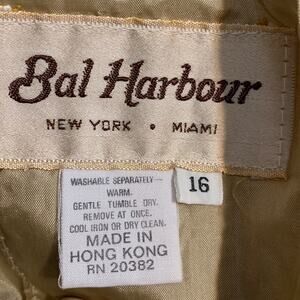 Bal Harbour
NEW YORK • MIAMI
16
WASHABLE SEPARATELY—
WARM.
GENTLE TUMBLE DRY.
REMOVE AT ONCE.
COOL IRON OR DRY CLEAN.
MADE IN
HONG KONG
RN 20382